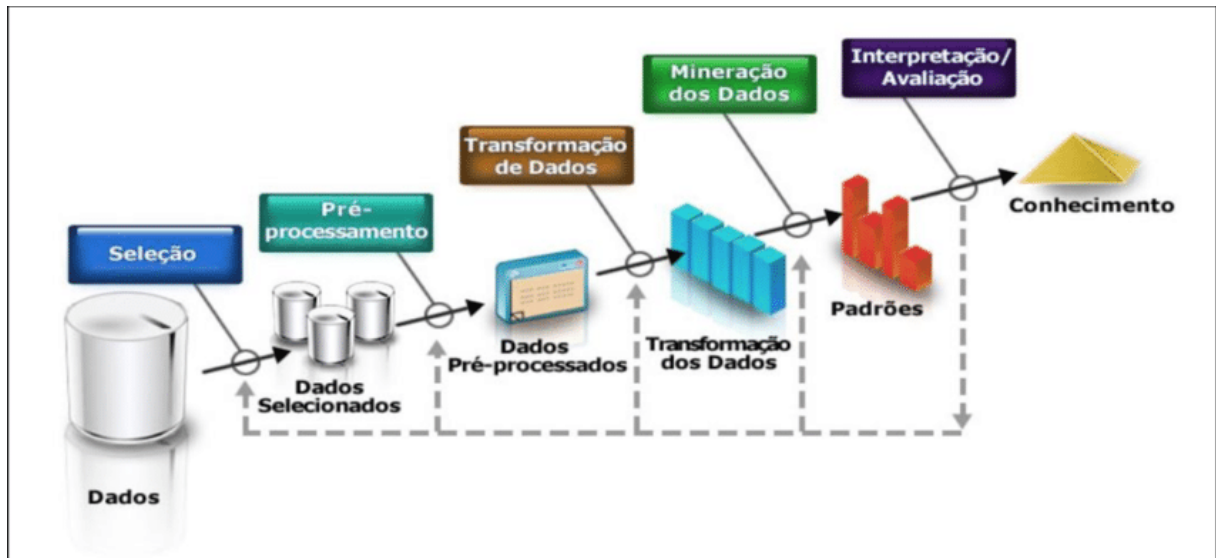 Interpretação/
Avaliação
Mineração
dos Dados
Transformação
de Dados
Pré-
processamento
Seleção
Conhecimento
Padrões
Transformação
dos Dados
Dados
Pré-processados
Dados
Selecionados
Dados